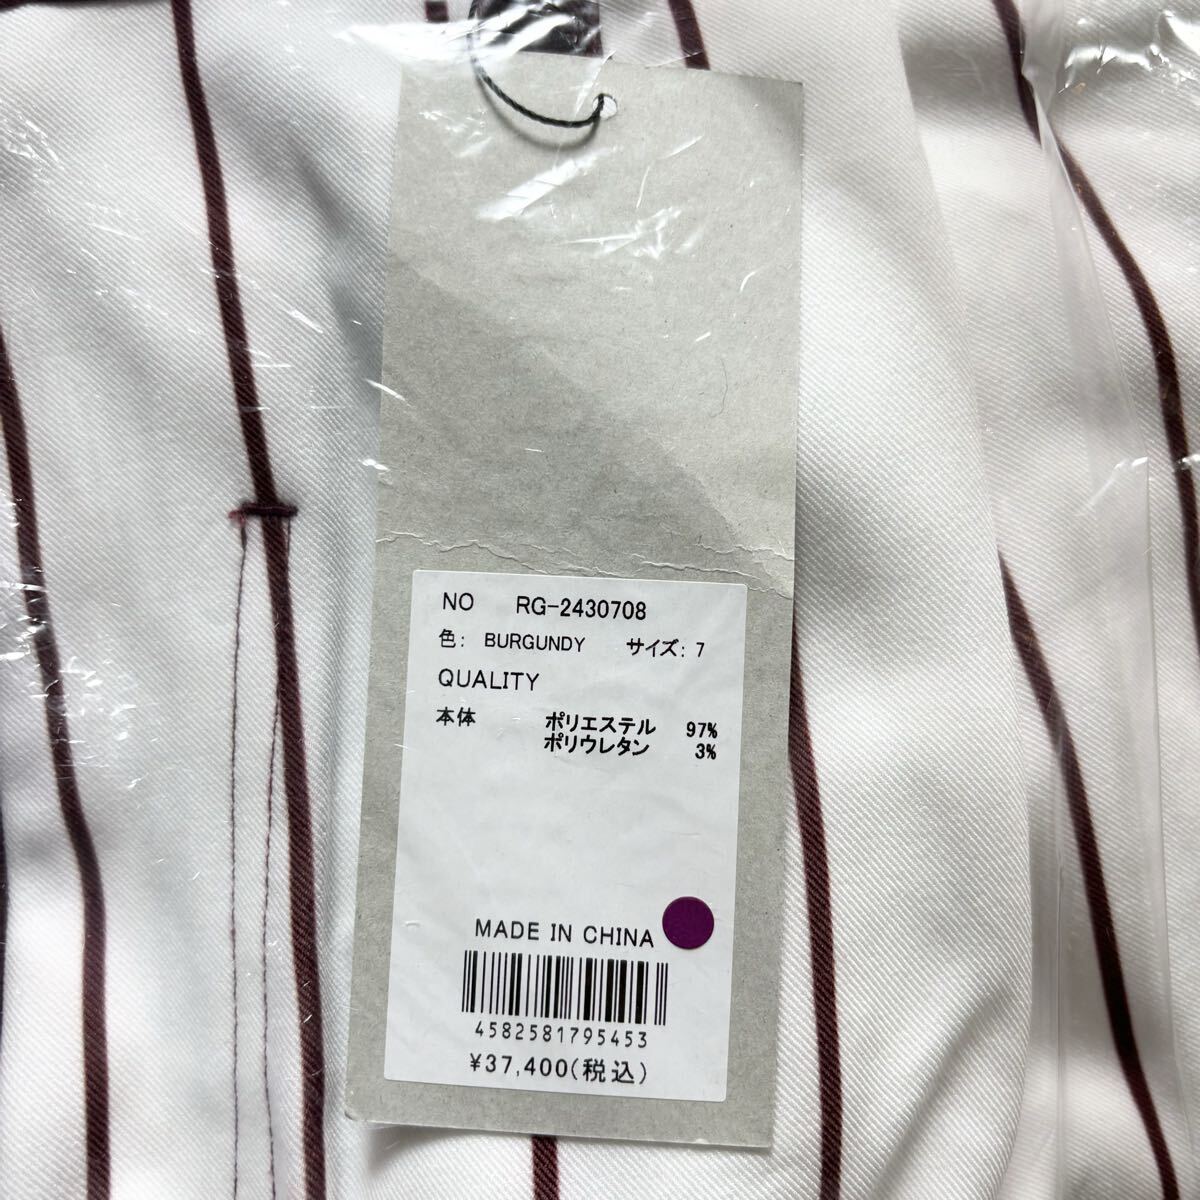 NO RG-2430708
色: BURGUNDY サイズ: 7
QUALITY
本体 ポリエステル 97%
ポリウレタン 3%
MADE IN CHINA
4582581795453
¥37,400(税込)